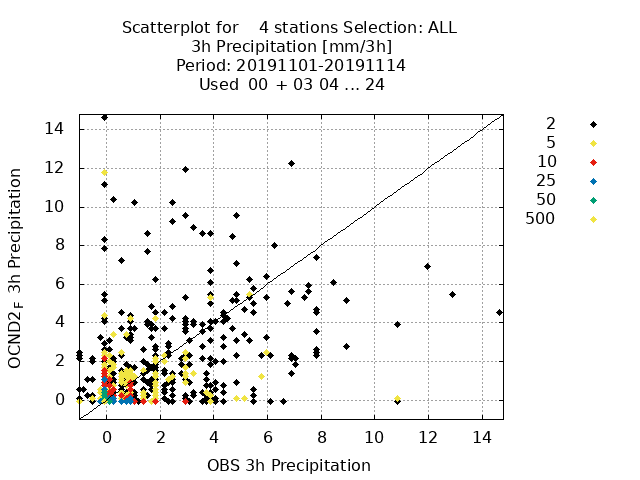 Scatterplot for    4 stations Selection: ALL
3h Precipitation [mm/3h]
Period: 20191101-20191114
Used  00 + 03 04 ... 24
OCND2F 3h Precipitation
14
12
10
8
6
4
2
0
0 2 4 6 8 10 12 14
OBS 3h Precipitation
2
5
10
25
50
500